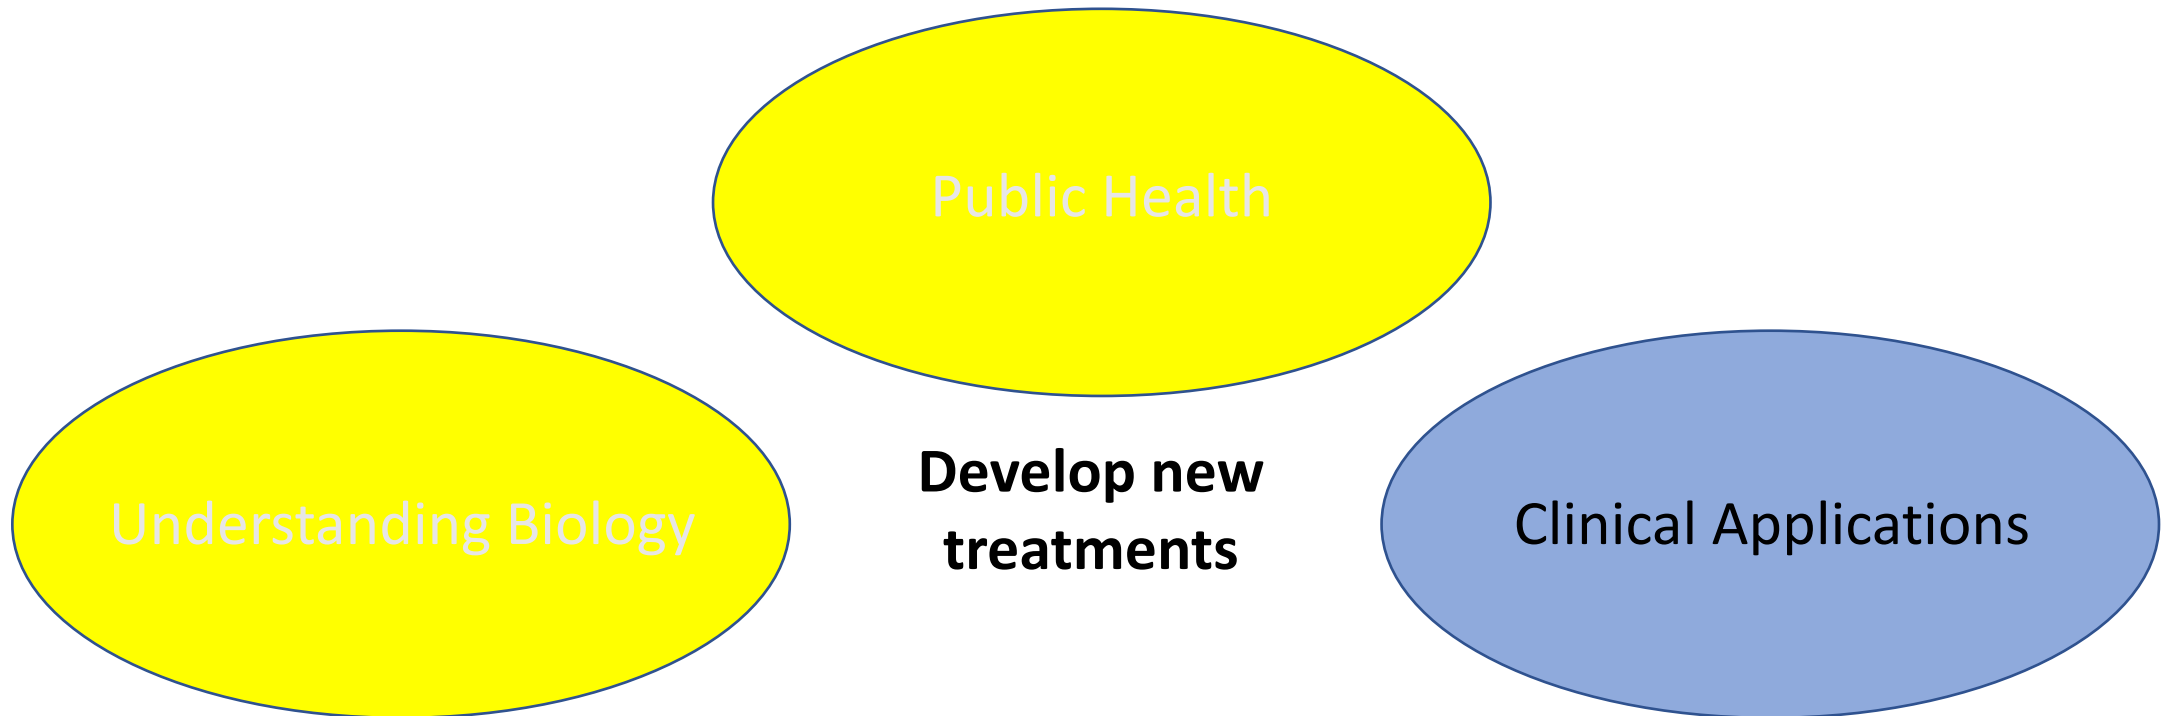 Public Health
Develop new
treatments
Understanding Biology
Clinical Applications